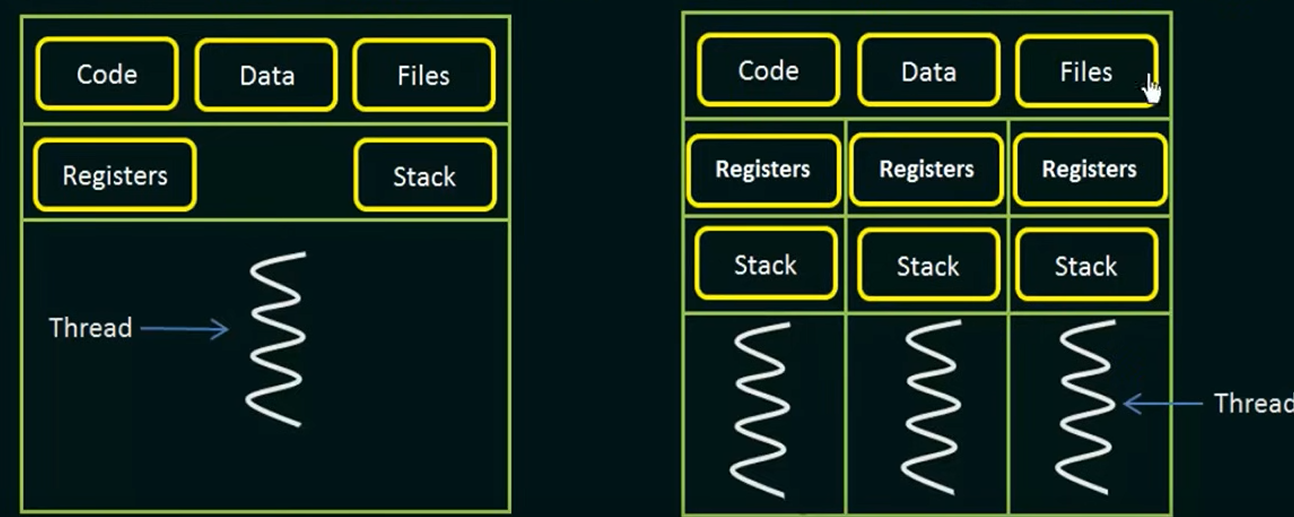 Code Data Files
Registers Stack
Thread
Code Data Files
Registers Registers Registers
Stack Stack Stack
Thread